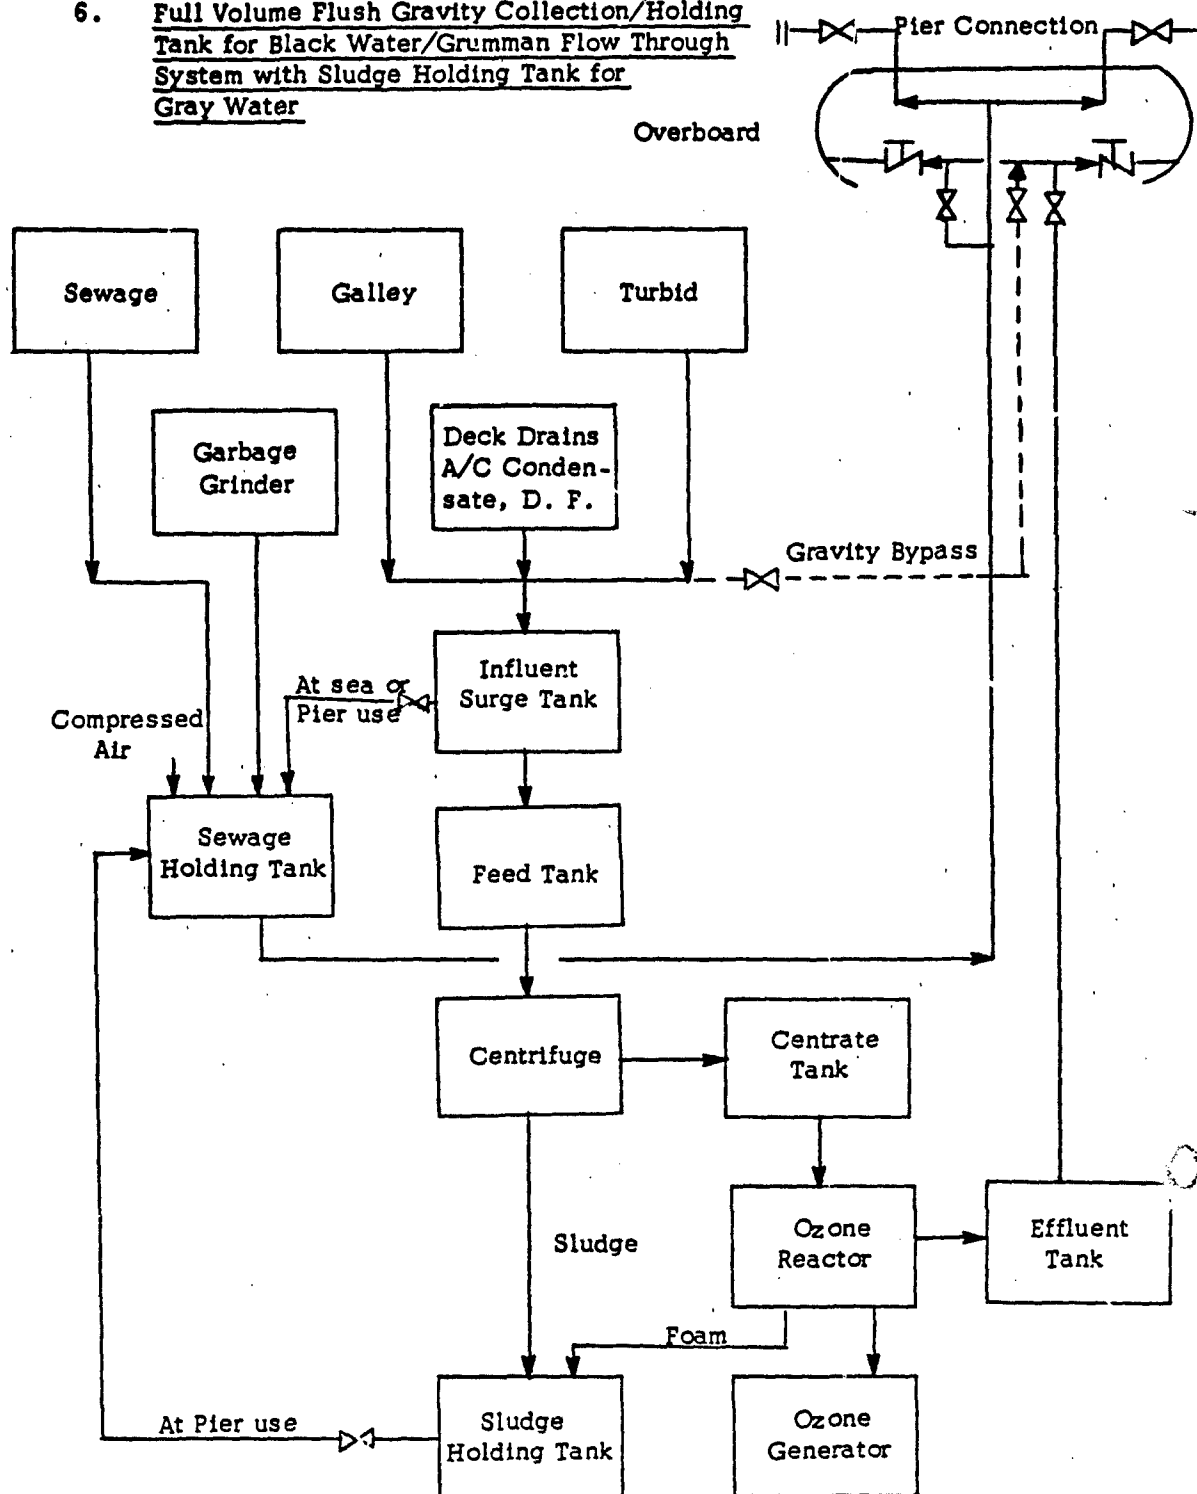 6. Full Volume Flush Gravity Collection/Holding
Tank for Black Water/Grumman Flow Through
System with Sludge Holding Tank for
Gray Water
Pier Connection
Overboard
Sewage
Galley
Turbid
Garbage
Grinder
Deck Drains
A/C Conden-
sate, D. F.
Gravity Bypass
Influent
Surge Tank
At sea or
Pier use
Compressed
Air
Sewage
Holding Tank
Feed Tank
Centrifuge
Centrate
Tank
Sludge
Ozone
Reactor
Effluent
Tank
Foam
At Pier use
Sludge
Holding Tank
Ozone
Generator